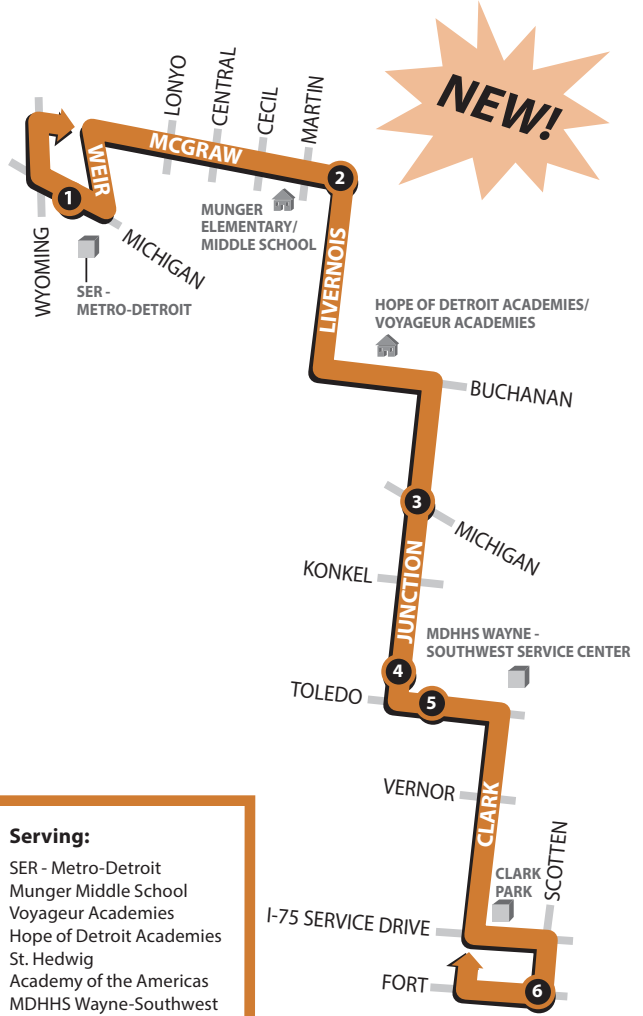 NEW!
LONYO
CENTRAL
CECIL
MARTIN
MCGRAW
WEIR
2
1
MUNGER
ELEMENTARY/
MIDDLE SCHOOL
WYOMING
MICHIGAN
SER -
METRO-DETROIT
LIVERNOIS
HOPE OF DETROIT ACADEMIES/
VOYAGEUR ACADEMIES
BUCHANAN
3
MICHIGAN
KONKEL
JUNCTION
MDHHS WAYNE -
SOUTHWEST SERVICE CENTER
4
TOLEDO
5
VERNOR
CLARK
SCOTTEN
CLARK
PARK
I-75 SERVICE DRIVE
FORT
6
Serving:
SER - Metro-Detroit
Munger Middle School
Voyageur Academies
Hope of Detroit Academies
St. Hedwig
Academy of the Americas
MDHHS Wayne-Southwest